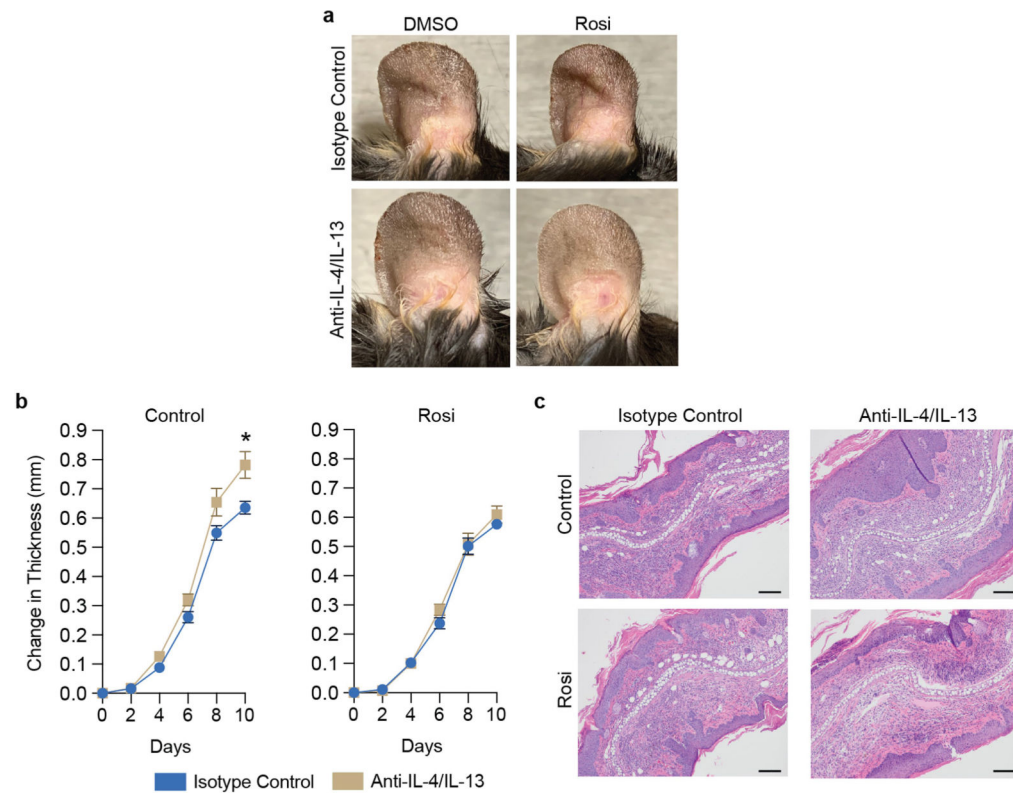 a
DMSO
Rosi
Isotype Control
Anti-IL-4/IL-13
b
Control
Rosi
Change in Thickness (mm)
0.9
0.8
0.7
0.6
0.5
0.4
0.3
0.2
0.1
0.0
*
0 2 4 6 8 10
Days
0.9
0.8
0.7
0.6
0.5
0.4
0.3
0.2
0.1
0.0
0 2 4 6 8 10
Days
Isotype Control
Anti-IL-4/IL-13
c
Isotype Control
Anti-IL-4/IL-13
Control
Rosi